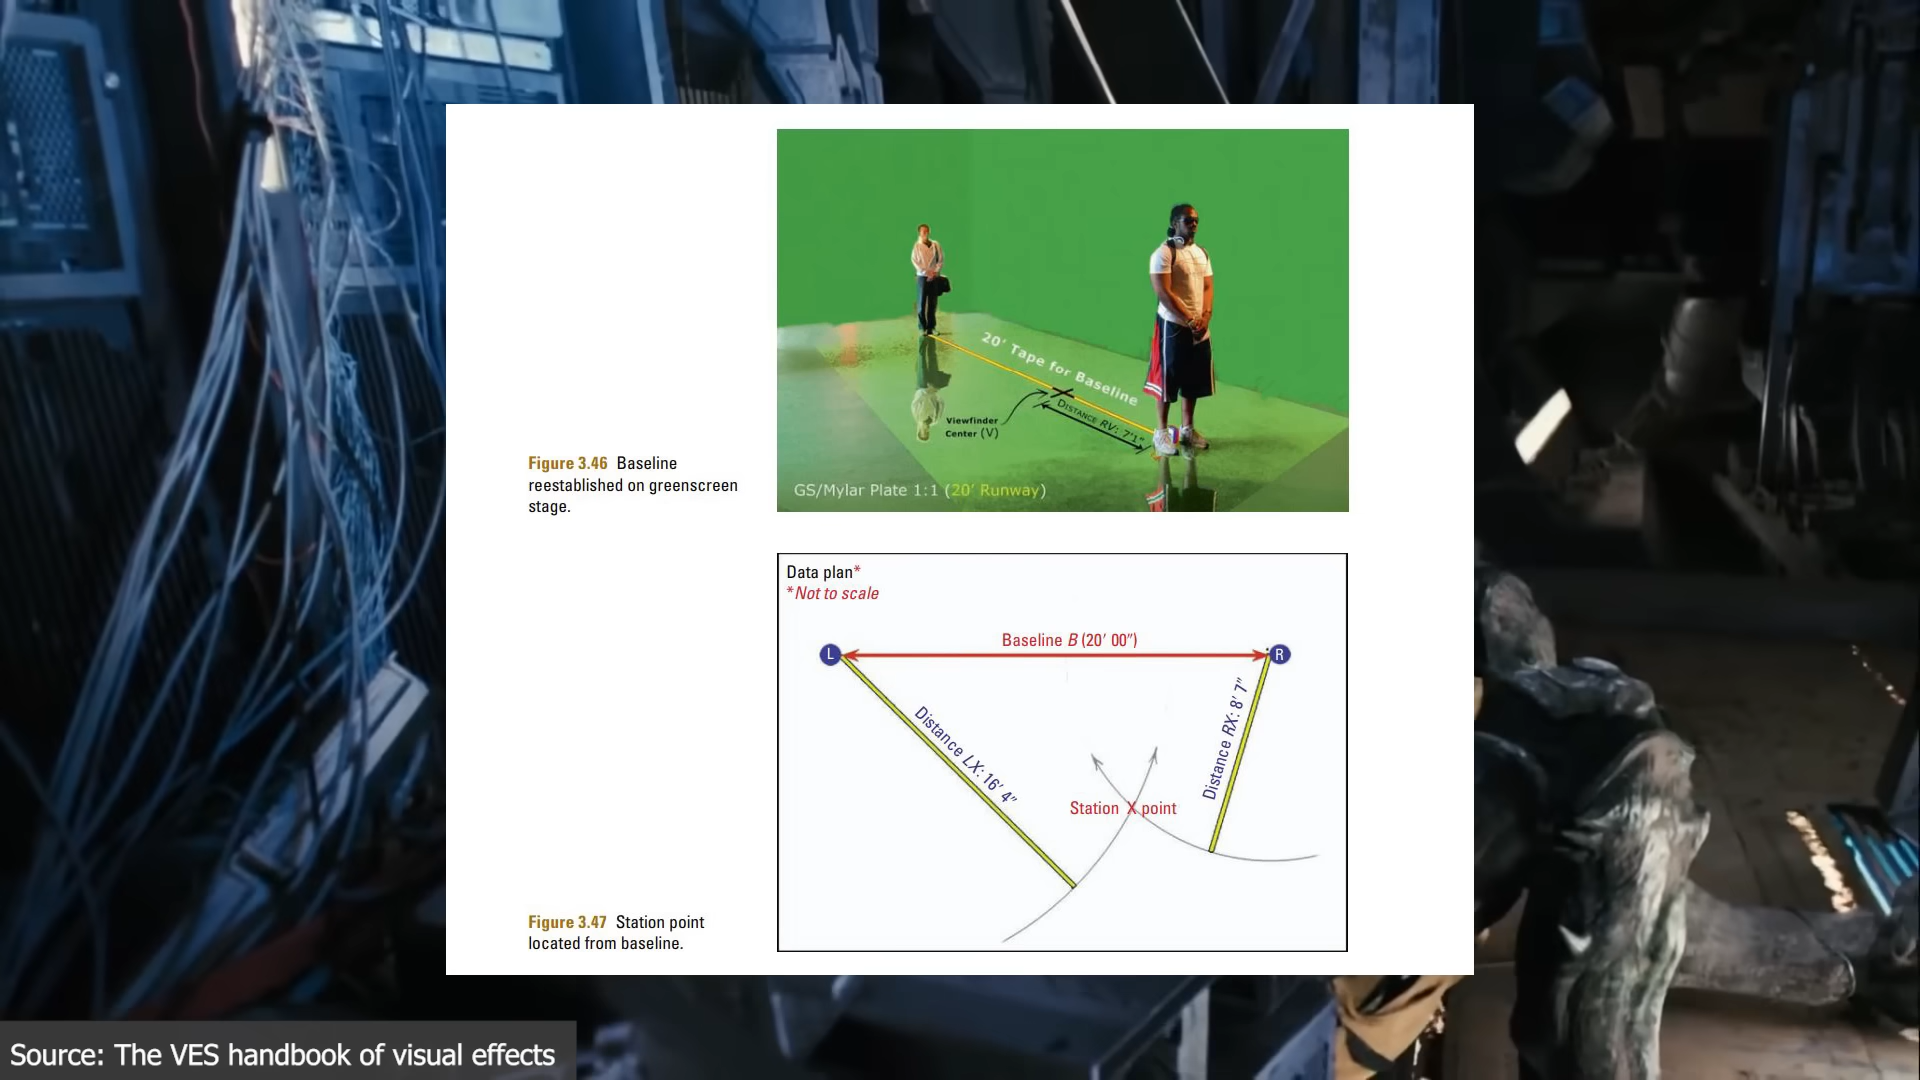 20' Tape for Baseline
Viewfinder
Center (V)
DISTANCE RV: 7'1"
GS/Mylar Plate 1:1 (20' Runway)
Figure 3.46 Baseline
reestablished on greenscreen
stage.
Data plan*
*Not to scale
Baseline B (20' 00")
L
R
Distance LX: 16' 4"
Distance RX: 8' 7"
Station X point
Figure 3.47 Station point
located from baseline.
Source: The VES handbook of visual effects